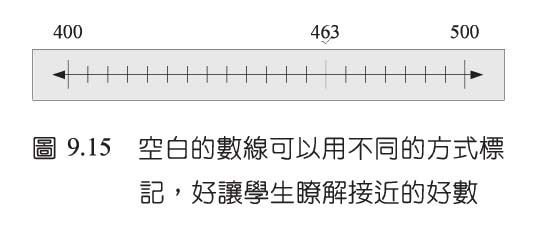 400 463 500
圖 9.15 空白的數線可以用不同的方式標
記，好讓學生瞭解接近的好數